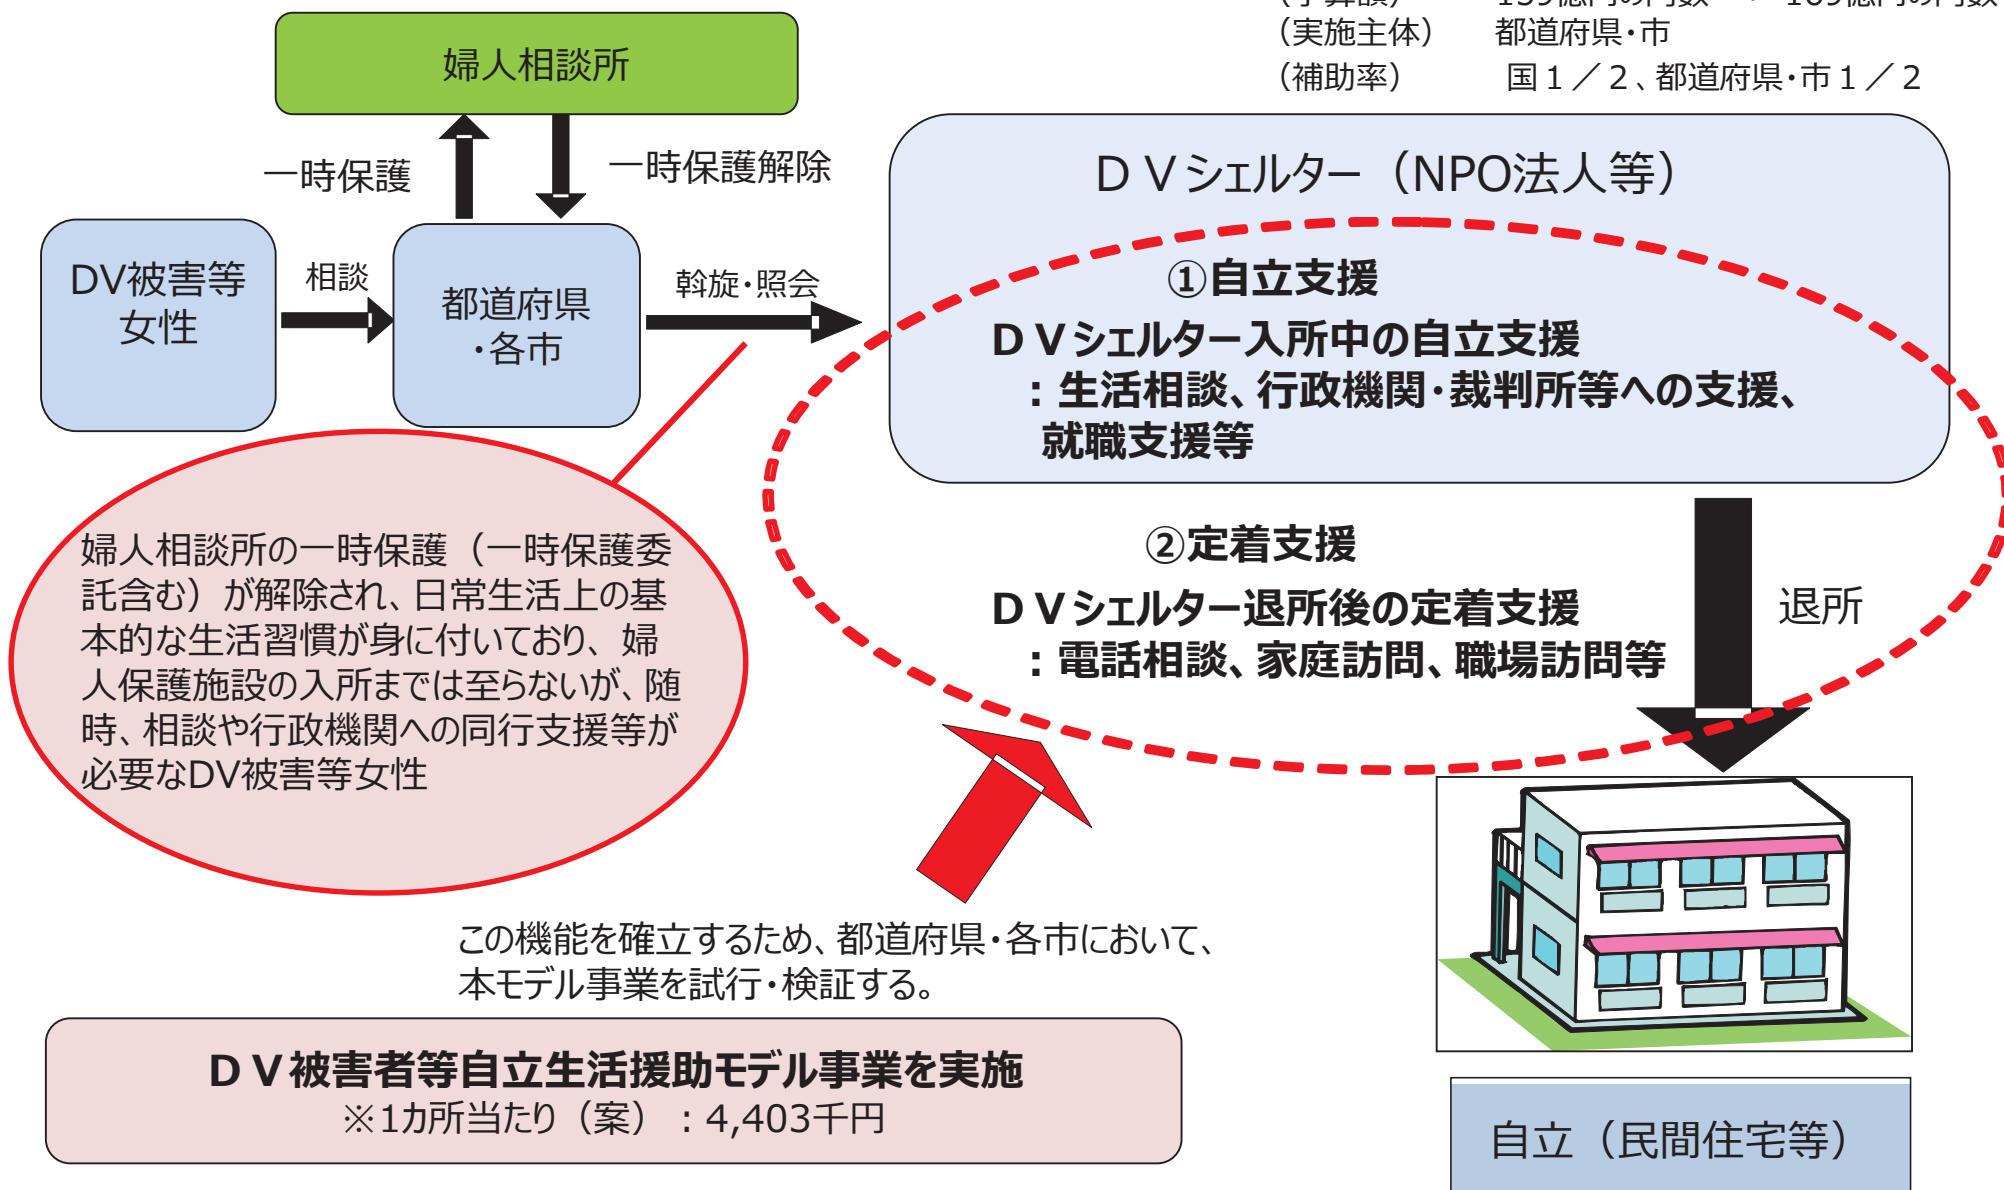 (実施主体) 都道府県・市
(補助率) 国1/2、都道府県・市1/2
婦人相談所
一時保護
一時保護解除
DV被害等
女性
相談
都道府県
・各市
斡旋・照会
DVシェルター(NPO法人等)
①自立支援
DVシェルター入所中の自立支援
:生活相談、行政機関・裁判所等への支援、
就職支援等
②定着支援
DVシェルター退所後の定着支援
:電話相談、家庭訪問、職場訪問等
退所
婦人相談所の一時保護(一時保護委
託含む)が解除され、日常生活上の基
本的な生活習慣が身に付いており、婦
人保護施設の入所までは至らないが、随
時、相談や行政機関への同行支援等が
必要なDV被害等女性
この機能を確立するため、都道府県・各市において、
本モデル事業を試行・検証する。
DV被害者等自立生活援助モデル事業を実施
※1カ所当たり(案):4,403千円
自立(民間住宅等)